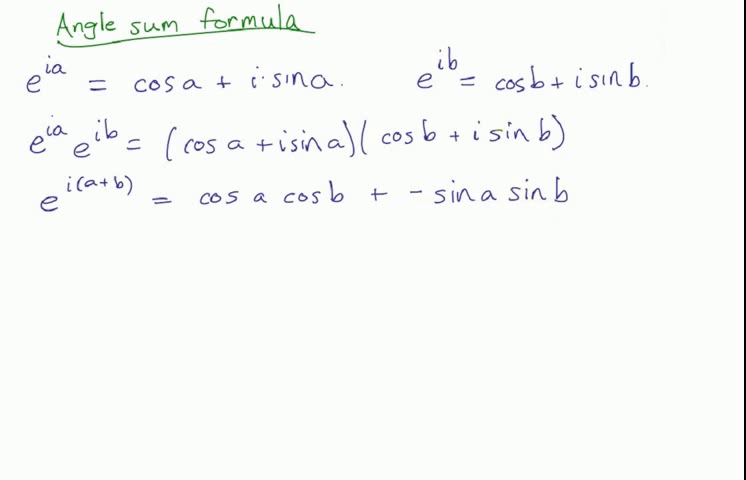 Angle sum formula
e^{ia} = cos a + i·sin a. e^{ib} = cos b + i sin b.
e^{ia} e^{ib} = (cos a + i sin a)(cos b + i sin b)
e^{i(a+b)} = cos a cos b + - sin a sin b